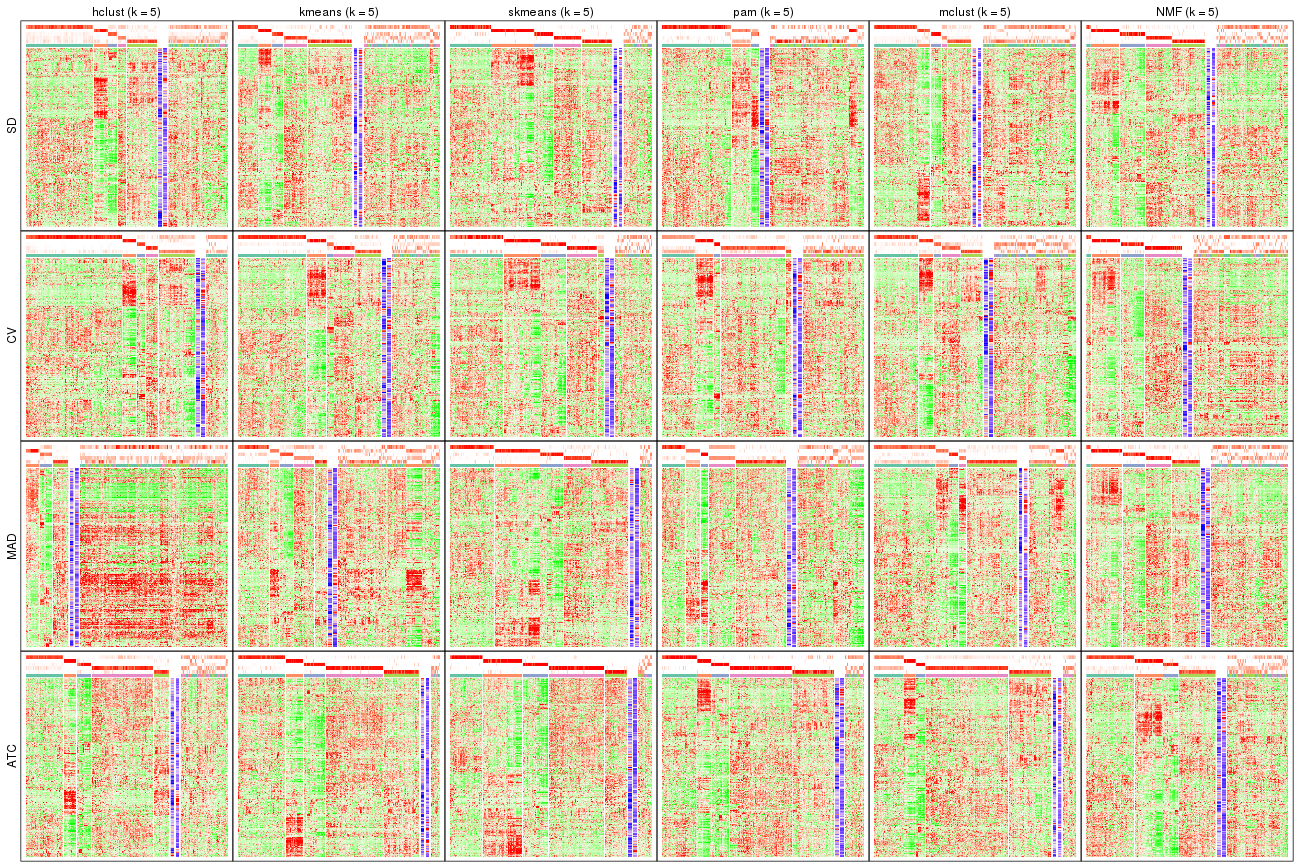 hclust (k = 5) kmeans (k = 5) skmeans (k = 5) pam (k = 5) mclust (k = 5) NMF (k = 5)
SD
CV
MAD
ATC